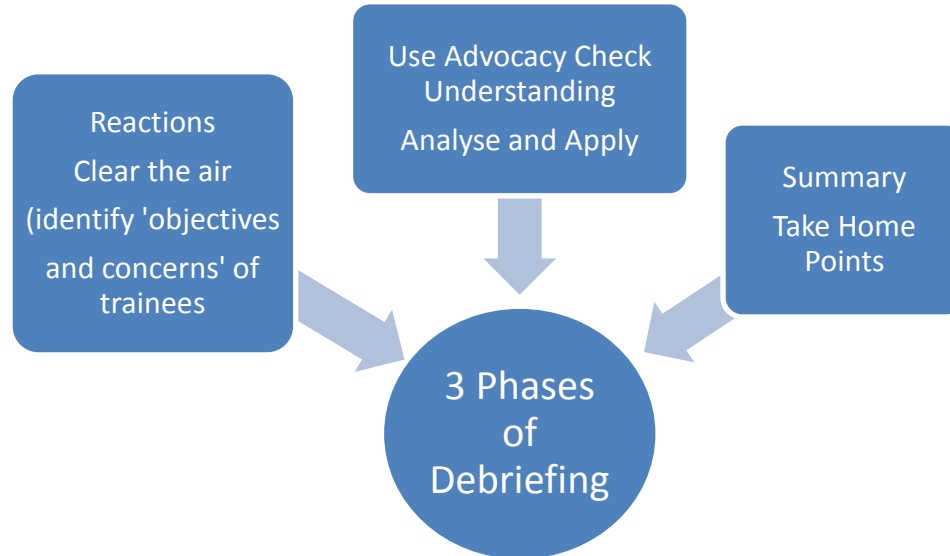 Reactions
Clear the air
(identify 'objectives
and concerns' of
trainees
Use Advocacy Check
Understanding
Analyse and Apply
Summary
Take Home
Points
3 Phases
of
Debriefing